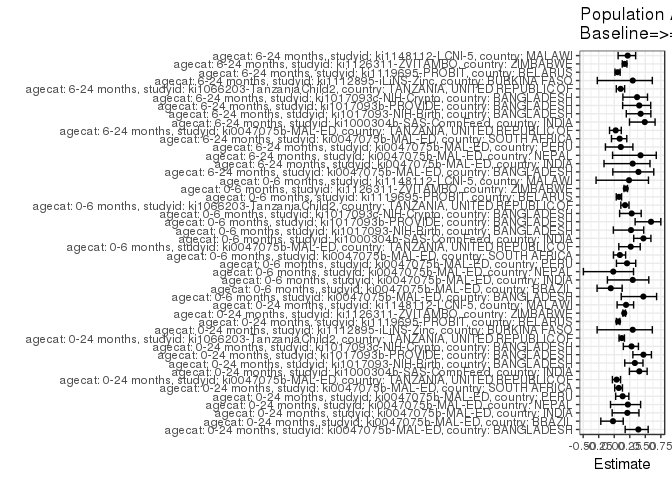 Population
Baseline=>=
agecat: 6-24 months, studyid: ki1148112-LCNI-5, country: MALAWI
agecat: 6-24 months, studyid: ki1126311-ZVITAMBO, country: ZIMBABWE
agecat: 6-24 months, studyid: ki1119695-PROBIT, country: BELARUS
agecat: 6-24 months, studyid: ki1112895-iLiNS-Zinc, country: BURKINA FASO
agecat: 6-24 months, studyid: ki1066203-TanzaniaChild2, country: TANZANIA, UNITED REPUBLIC OF
agecat: 6-24 months, studyid: ki1017093c-NIH-Crypto, country: BANGLADESH
agecat: 6-24 months, studyid: ki1017093b-PROVIDE, country: BANGLADESH
agecat: 6-24 months, studyid: ki1017093-NIH-Birth, country: BANGLADESH
agecat: 6-24 months, studyid: ki1000304b-SAS-CompFeed, country: INDIA
agecat: 6-24 months, studyid: ki0047075b-MAL-ED, country: TANZANIA, UNITED REPUBLIC OF
agecat: 6-24 months, studyid: ki0047075b-MAL-ED, country: SOUTH AFRICA
agecat: 6-24 months, studyid: ki0047075b-MAL-ED, country: PERU
agecat: 6-24 months, studyid: ki0047075b-MAL-ED, country: NEPAL
agecat: 6-24 months, studyid: ki0047075b-MAL-ED, country: INDIA
agecat: 6-24 months, studyid: ki0047075b-MAL-ED, country: BANGLADESH
agecat: 0-6 months, studyid: ki1148112-LCNI-5, country: MALAWI
agecat: 0-6 months, studyid: ki1126311-ZVITAMBO, country: ZIMBABWE
agecat: 0-6 months, studyid: ki1119695-PROBIT, country: BELARUS
agecat: 0-6 months, studyid: ki1066203-TanzaniaChild2, country: TANZANIA, UNITED REPUBLIC OF
agecat: 0-6 months, studyid: ki1017093c-NIH-Crypto, country: BANGLADESH
agecat: 0-6 months, studyid: ki1017093b-PROVIDE, country: BANGLADESH
agecat: 0-6 months, studyid: ki1017093-NIH-Birth, country: BANGLADESH
agecat: 0-6 months, studyid: ki1000304b-SAS-CompFeed, country: INDIA
agecat: 0-6 months, studyid: ki0047075b-MAL-ED, country: TANZANIA, UNITED REPUBLIC OF
agecat: 0-6 months, studyid: ki0047075b-MAL-ED, country: SOUTH AFRICA
agecat: 0-6 months, studyid: ki0047075b-MAL-ED, country: PERU
agecat: 0-6 months, studyid: ki0047075b-MAL-ED, country: NEPAL
agecat: 0-6 months, studyid: ki0047075b-MAL-ED, country: INDIA
agecat: 0-6 months, studyid: ki0047075b-MAL-ED, country: BRAZIL
agecat: 0-6 months, studyid: ki0047075b-MAL-ED, country: BANGLADESH
agecat: 0-24 months, studyid: ki1148112-LCNI-5, country: MALAWI
agecat: 0-24 months, studyid: ki1126311-ZVITAMBO, country: ZIMBABWE
agecat: 0-24 months, studyid: ki1119695-PROBIT, country: BELARUS
agecat: 0-24 months, studyid: ki1112895-iLiNS-Zinc, country: BURKINA FASO
agecat: 0-24 months, studyid: ki1066203-TanzaniaChild2, country: TANZANIA, UNITED REPUBLIC OF
agecat: 0-24 months, studyid: ki1017093c-NIH-Crypto, country: BANGLADESH
agecat: 0-24 months, studyid: ki1017093b-PROVIDE, country: BANGLADESH
agecat: 0-24 months, studyid: ki1017093-NIH-Birth, country: BANGLADESH
agecat: 0-24 months, studyid: ki1000304b-SAS-CompFeed, country: INDIA
agecat: 0-24 months, studyid: ki0047075b-MAL-ED, country: TANZANIA, UNITED REPUBLIC OF
agecat: 0-24 months, studyid: ki0047075b-MAL-ED, country: SOUTH AFRICA
agecat: 0-24 months, studyid: ki0047075b-MAL-ED, country: PERU
agecat: 0-24 months, studyid: ki0047075b-MAL-ED, country: NEPAL
agecat: 0-24 months, studyid: ki0047075b-MAL-ED, country: INDIA
agecat: 0-24 months, studyid: ki0047075b-MAL-ED, country: BRAZIL
agecat: 0-24 months, studyid: ki0047075b-MAL-ED, country: BANGLADESH
-0.50 -0.25 0.00 0.25 0.50 0.75
Estimate